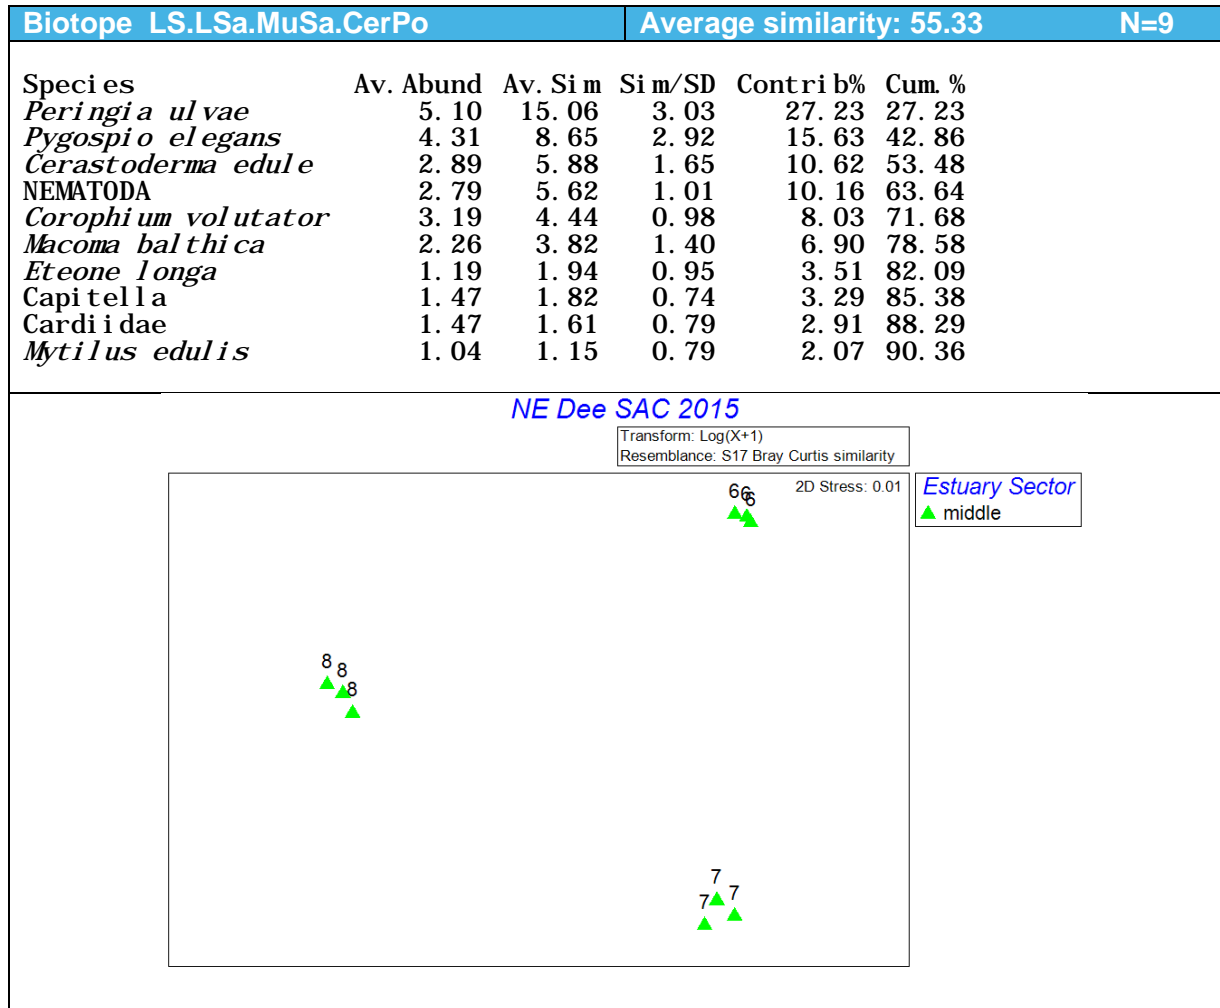 Biotope LS.LSa.MuSa.CerPo Average similarity: 55.33 N=9
Species Av.Abund Av.Sim Sim/SD Contrib% Cum.%
Peringia ulvae 5.10 15.06 3.03 27.23 27.23
Pygospio elegans 4.31 8.65 2.92 15.63 42.86
Cerastoderma edule 2.89 5.88 1.65 10.62 53.48
NEMATODA 2.79 5.62 1.01 10.16 63.64
Corophium volutator 3.19 4.44 0.98 8.03 71.68
Macoma balthica 2.26 3.82 1.40 6.90 78.58
Eteone longa 1.19 1.94 0.95 3.51 82.09
Capitella 1.47 1.82 0.74 3.29 85.38
Cardiidae 1.47 1.61 0.79 2.91 88.29
Mytilus edulis 1.04 1.15 0.79 2.07 90.36
NE Dee SAC 2015
Transform: Log(X+1)
Resemblance: S17 Bray Curtis similarity
2D Stress: 0.01
Estuary Sector
middle
6 6 6
8 8 8
7 7 7